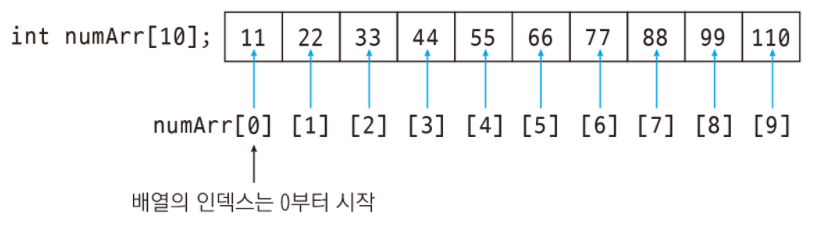 int numArr[10]; 11 22 33 44 55 66 77 88 99 110
numArr[0] [1] [2] [3] [4] [5] [6] [7] [8] [9]
배열의 인덱스는 0부터 시작